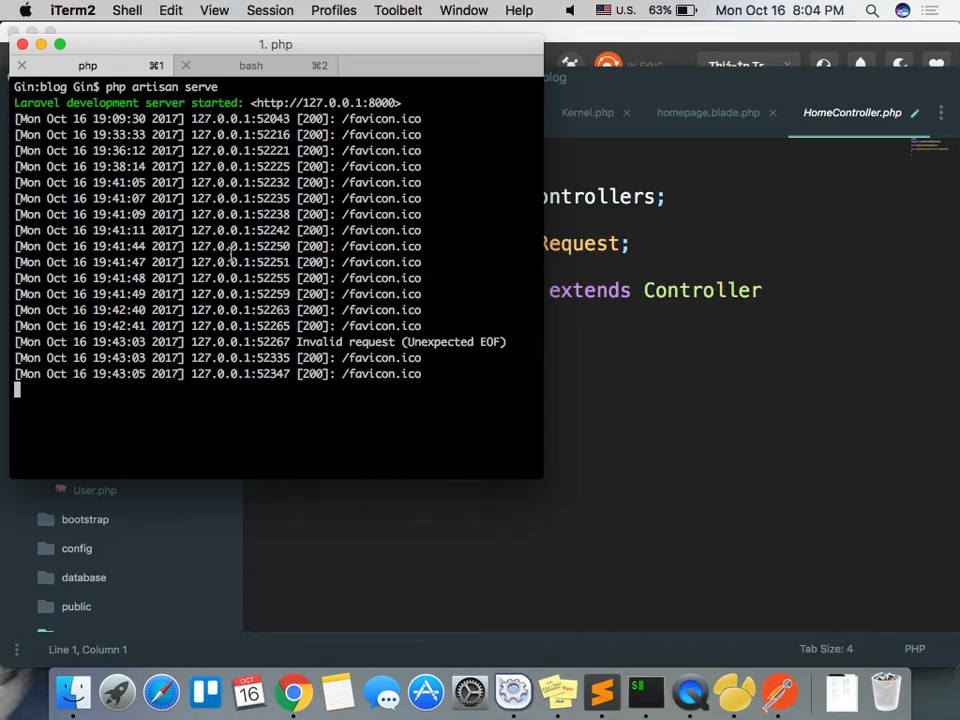 iTerm2 Shell Edit View Session Profiles Toolbelt Window Help U.S. 63% Mon Oct 16 8:04 PM
1. php
php ⌘1 bash ⌘2
Gin:blog Gin$ php artisan serve
Laravel development server started: <http://127.0.0.1:8000>
[Mon Oct 16 19:09:30 2017] 127.0.0.1:52043 [200]: /favicon.ico
[Mon Oct 16 19:33:33 2017] 127.0.0.1:52216 [200]: /favicon.ico
[Mon Oct 16 19:36:12 2017] 127.0.0.1:52221 [200]: /favicon.ico
[Mon Oct 16 19:38:14 2017] 127.0.0.1:52225 [200]: /favicon.ico
[Mon Oct 16 19:41:05 2017] 127.0.0.1:52232 [200]: /favicon.ico
[Mon Oct 16 19:41:07 2017] 127.0.0.1:52235 [200]: /favicon.ico
[Mon Oct 16 19:41:09 2017] 127.0.0.1:52238 [200]: /favicon.ico
[Mon Oct 16 19:41:11 2017] 127.0.0.1:52242 [200]: /favicon.ico
[Mon Oct 16 19:41:44 2017] 127.0.0.1:52250 [200]: /favicon.ico
[Mon Oct 16 19:41:47 2017] 127.0.0.1:52251 [200]: /favicon.ico
[Mon Oct 16 19:41:48 2017] 127.0.0.1:52255 [200]: /favicon.ico
[Mon Oct 16 19:41:49 2017] 127.0.0.1:52259 [200]: /favicon.ico
[Mon Oct 16 19:42:40 2017] 127.0.0.1:52263 [200]: /favicon.ico
[Mon Oct 16 19:42:41 2017] 127.0.0.1:52265 [200]: /favicon.ico
[Mon Oct 16 19:43:03 2017] 127.0.0.1:52267 Invalid request (Unexpected EOF)
[Mon Oct 16 19:43:03 2017] 127.0.0.1:52335 [200]: /favicon.ico
[Mon Oct 16 19:43:05 2017] 127.0.0.1:52347 [200]: /favicon.ico
IN SYNC
blog
Kernel.php homepage.blade.php HomeController.php
ontrollers;
Request;
extends Controller
User.php
bootstrap
config
database
public
Line 1, Column 1 Tab Size: 4 PHP
OCT
16